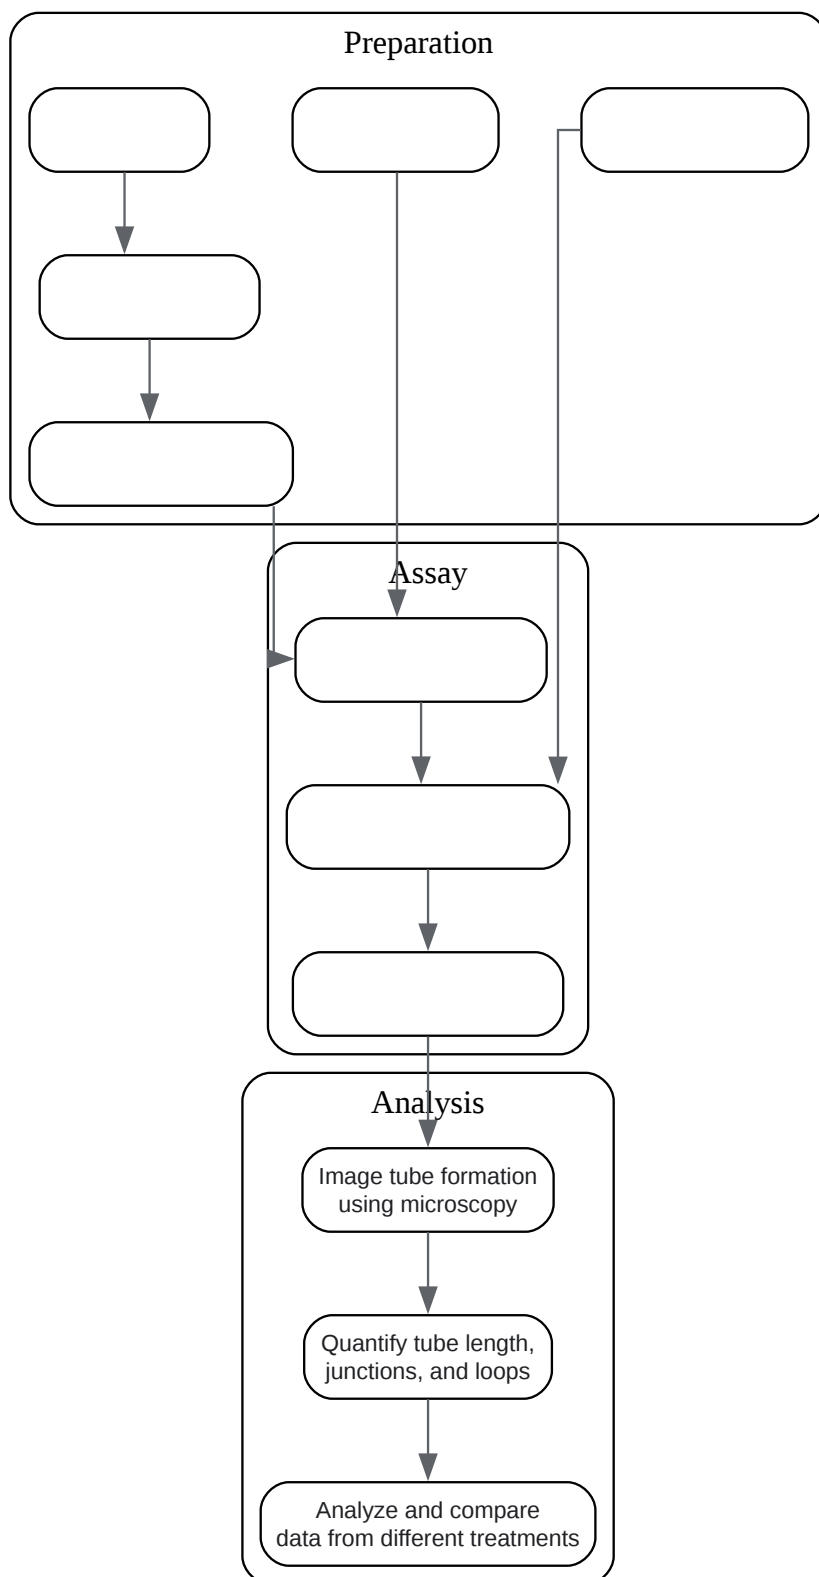 Preparation
Assay
Analysis
Image tube formation
using microscopy
Quantify tube length,
junctions, and loops
Analyze and compare
data from different treatments